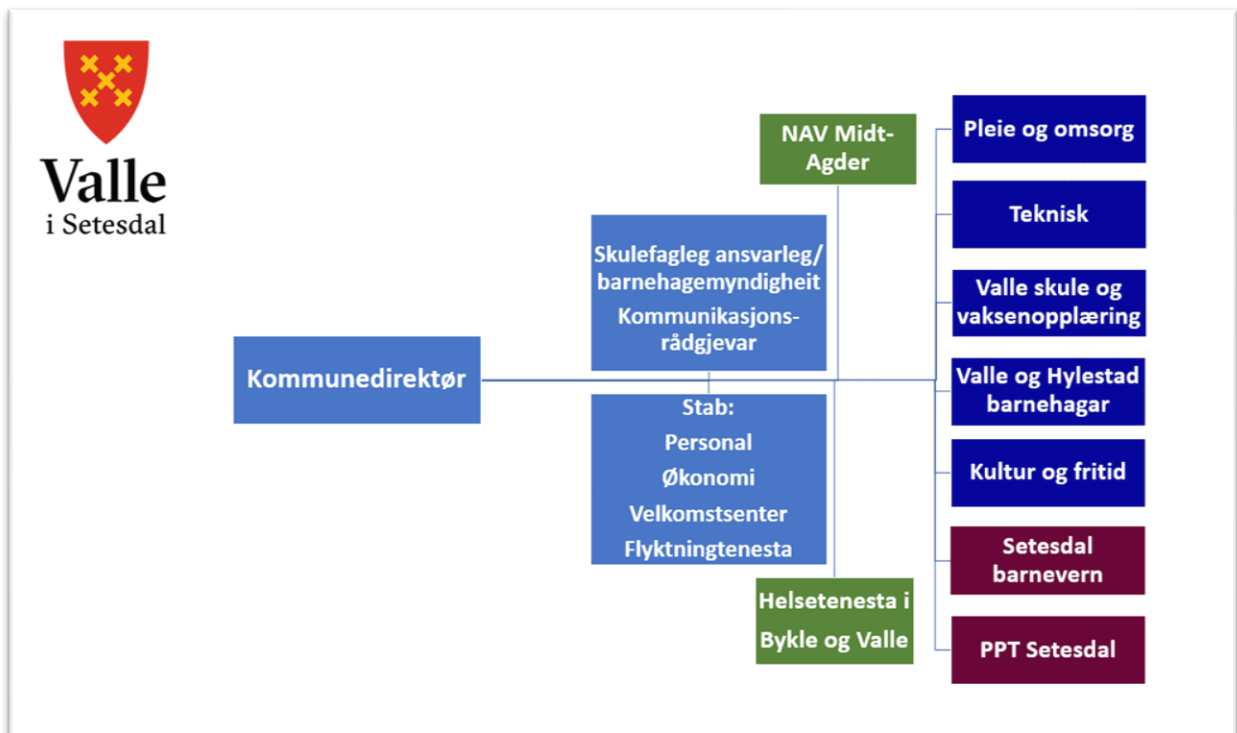 Valle
i Setesdal
Kommunedirektør
Skulefagleg ansvarleg/
barnehagemyndigheit
Kommunikasjons-
rådgjevar
Stab:
Personal
Økonomi
Velkomstsenter
Flyktningtenesta
NAV Midt-
Agder
Helsetenesta i
Bykle og Valle
Pleie og omsorg
Teknisk
Valle skule og
vaksenopplæring
Valle og Hylestad
barnehagar
Kultur og fritid
Setesdal
barnevern
PPT Setesdal